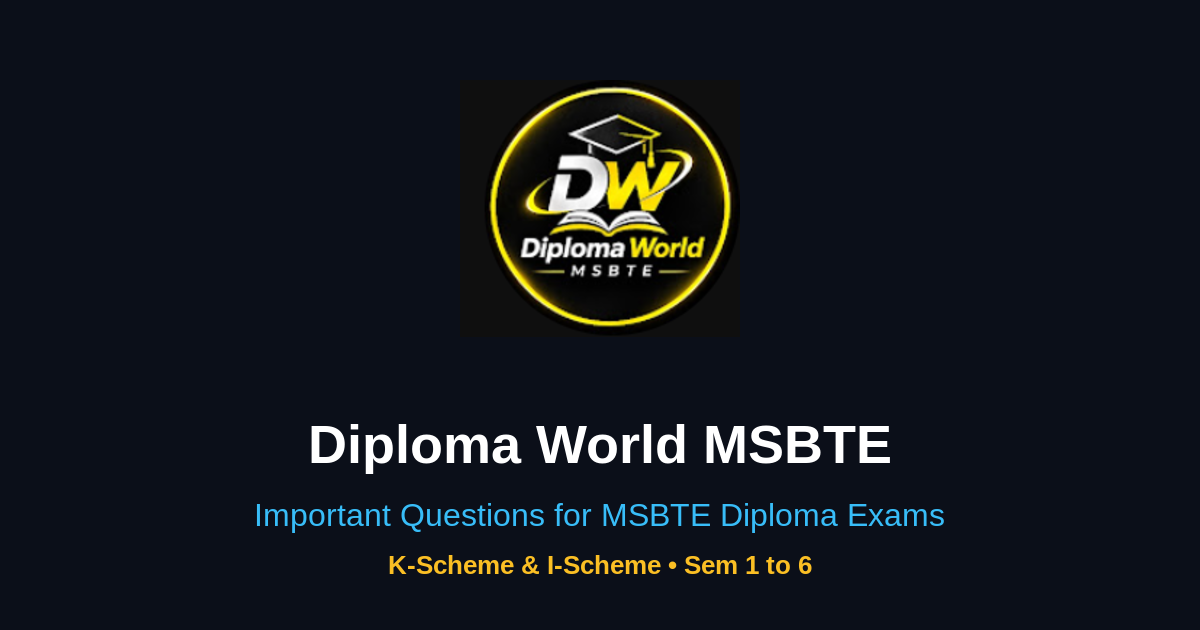 DW
Diploma World
MSBTE
Diploma World MSBTE
Important Questions for MSBTE Diploma Exams
K-Scheme & I-Scheme • Sem 1 to 6